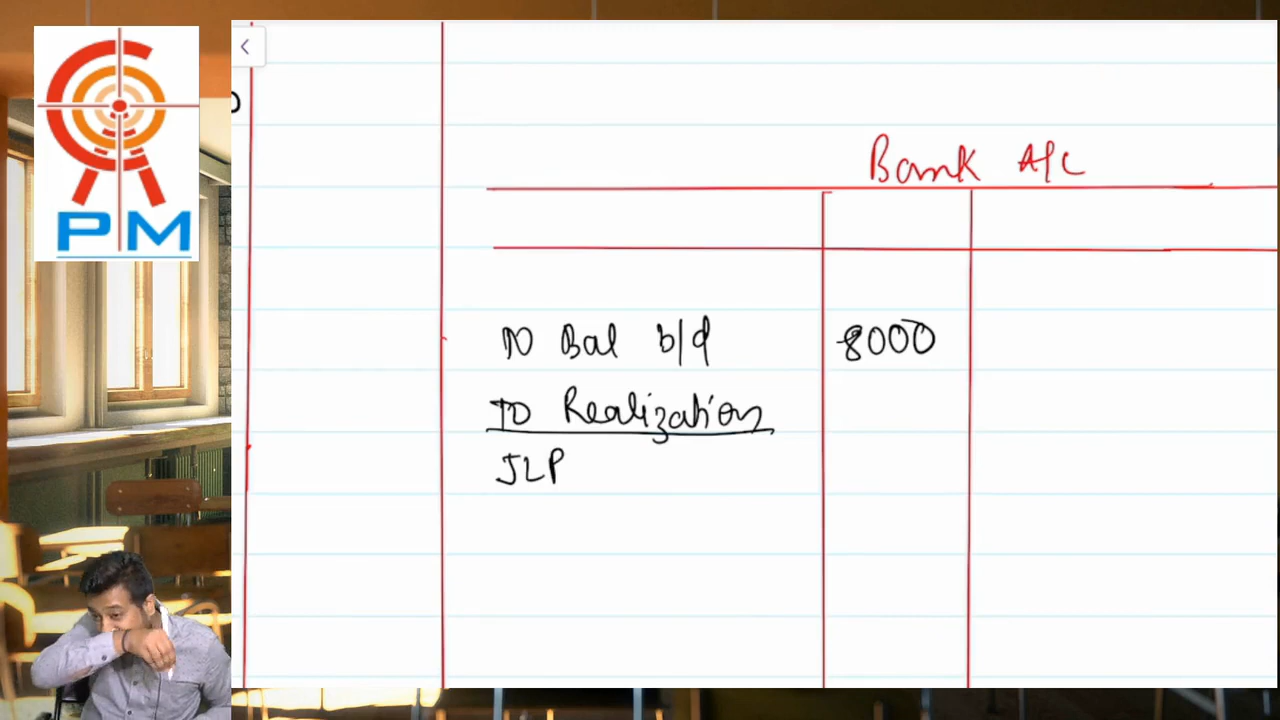 PM
Bank A/c
To Bal b/d 8000
To Realization
JLP